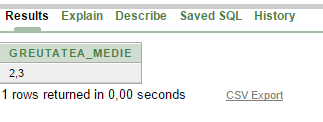 Results Explain Describe Saved SQL History
GREUTATEA_MEDIE
2,3
1 rows returned in 0,00 seconds CSV Export